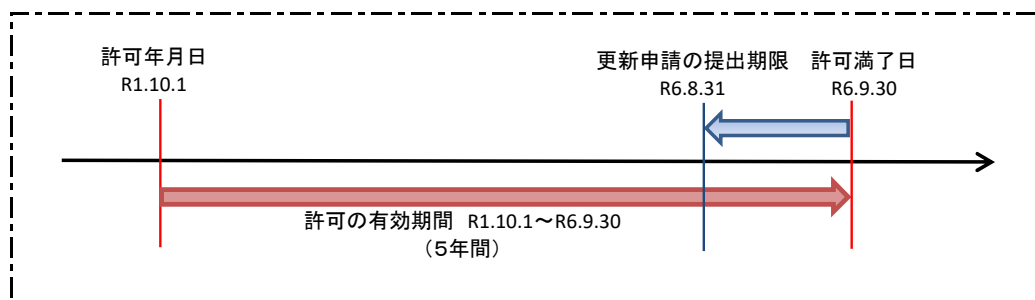 許可年月日
R1.10.1
更新申請の提出期限
R6.8.31
許可満了日
R6.9.30
許可の有効期間 R1.10.1～R6.9.30
（５年間）